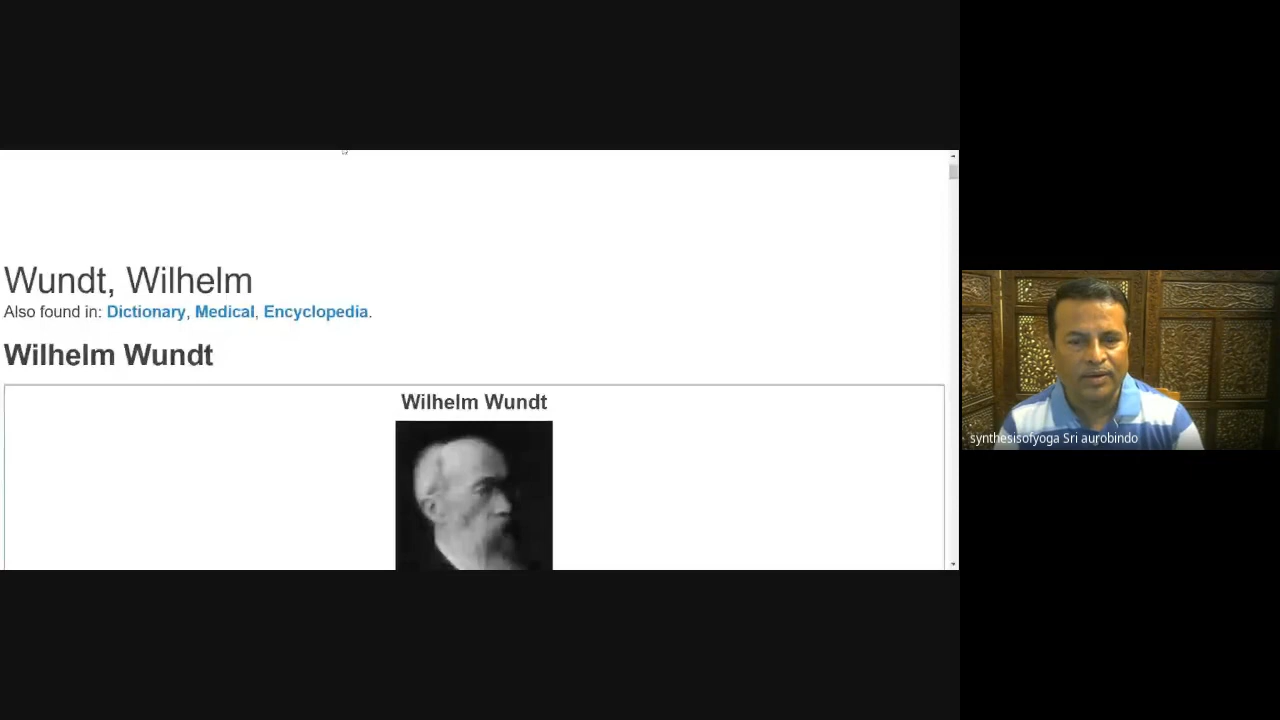 Wundt, Wilhelm
Also found in: Dictionary, Medical, Encyclopedia.
Wilhelm Wundt
Wilhelm Wundt
synthesisofyoga Sri aurobindo